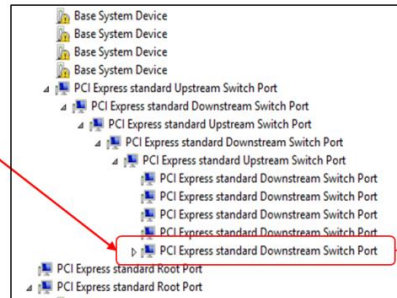 Base System Device
Base System Device
Base System Device
Base System Device
PCI Express standard Upstream Switch Port
PCI Express standard Downstream Switch Port
PCI Express standard Upstream Switch Port
PCI Express standard Downstream Switch Port
PCI Express standard Upstream Switch Port
PCI Express standard Downstream Switch Port
PCI Express standard Downstream Switch Port
PCI Express standard Downstream Switch Port
PCI Express standard Downstream Switch Port
PCI Express standard Downstream Switch Port
PCI Express standard Root Port
PCI Express standard Root Port